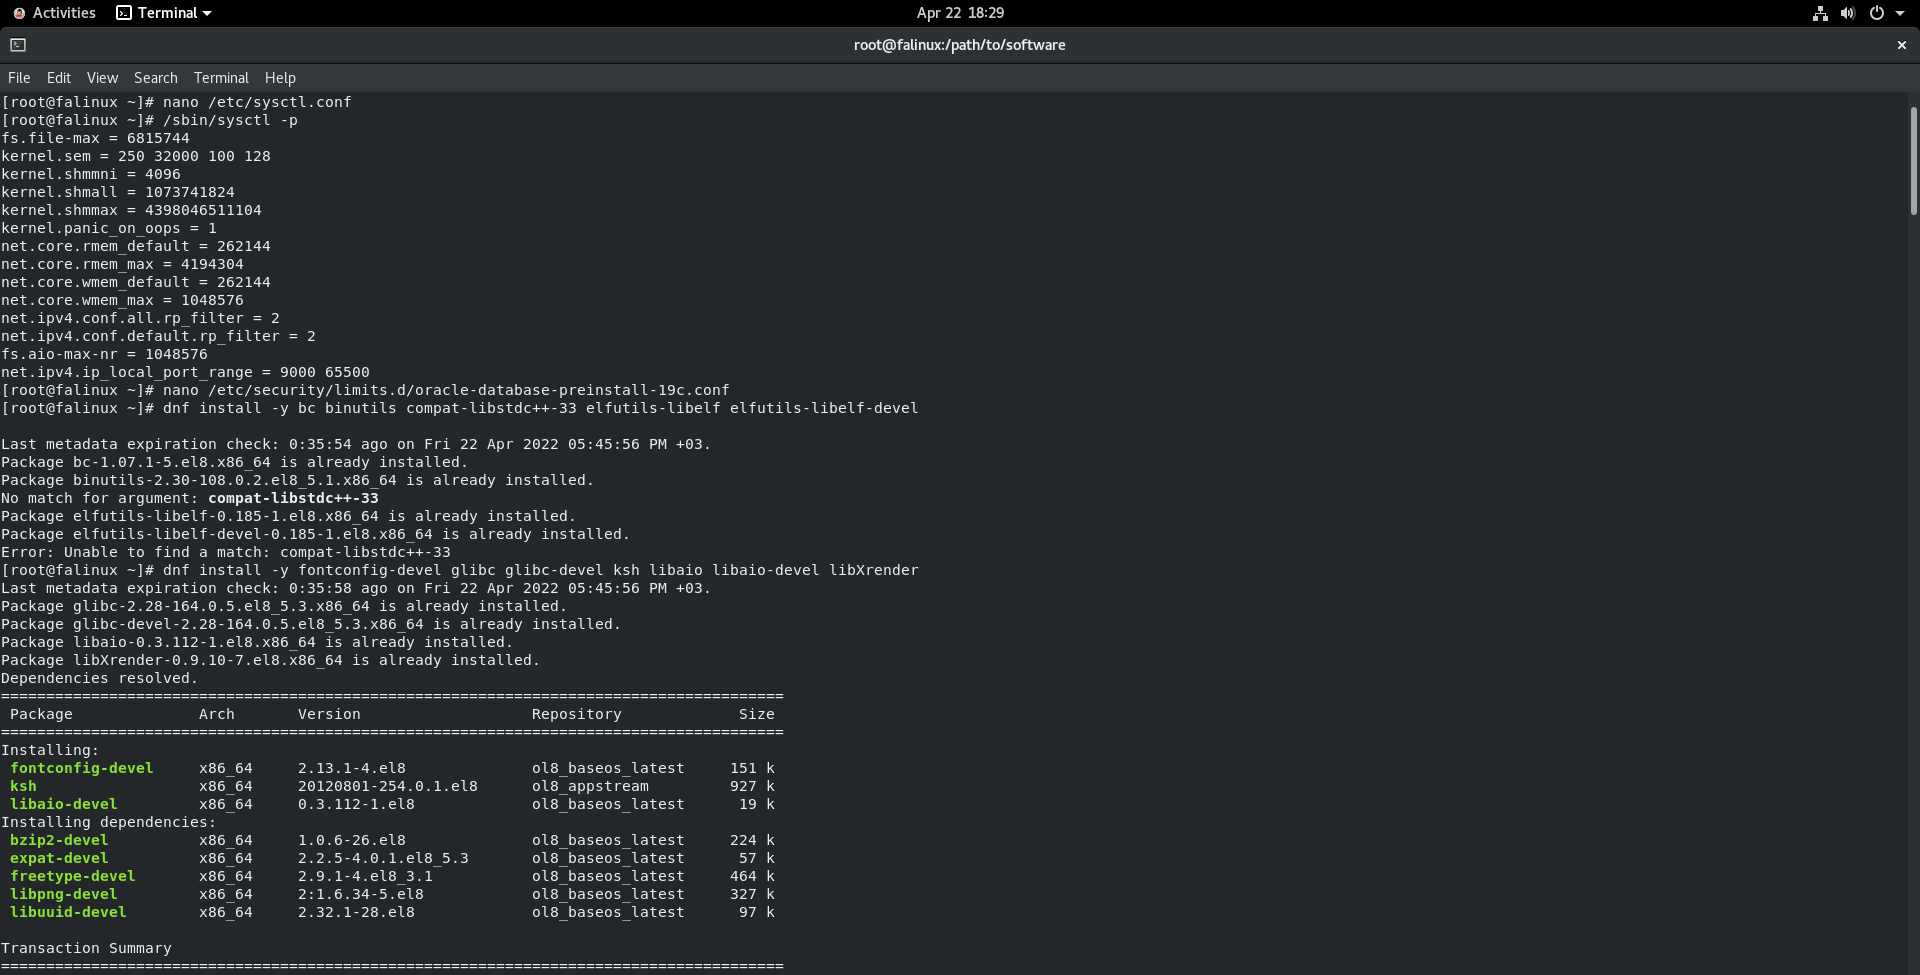 Activities Terminal Apr 22 18:29
root@falinux:/path/to/software
File Edit View Search Terminal Help
[root@falinux ~]# nano /etc/sysctl.conf
[root@falinux ~]# /sbin/sysctl -p
fs.file-max = 6815744
kernel.sem = 250 32000 100 128
kernel.shmmni = 4096
kernel.shmall = 1073741824
kernel.shmmax = 4398046511104
kernel.panic_on_oops = 1
net.core.rmem_default = 262144
net.core.rmem_max = 4194304
net.core.wmem_default = 262144
net.core.wmem_max = 1048576
net.ipv4.conf.all.rp_filter = 2
net.ipv4.conf.default.rp_filter = 2
fs.aio-max-nr = 1048576
net.ipv4.ip_local_port_range = 9000 65500
[root@falinux ~]# nano /etc/security/limits.d/oracle-database-preinstall-19c.conf
[root@falinux ~]# dnf install -y bc binutils compat-libstdc++-33 elfutils-libelf elfutils-libelf-devel
Last metadata expiration check: 0:35:54 ago on Fri 22 Apr 2022 05:45:56 PM +03.
Package bc-1.07.1-5.el8.x86_64 is already installed.
Package binutils-2.30-108.0.2.el8_5.1.x86_64 is already installed.
No match for argument: compat-libstdc++-33
Package elfutils-libelf-0.185-1.el8.x86_64 is already installed.
Package elfutils-libelf-devel-0.185-1.el8.x86_64 is already installed.
Error: Unable to find a match: compat-libstdc++-33
[root@falinux ~]# dnf install -y fontconfig-devel glibc glibc-devel ksh libaio libaio-devel libXrender
Last metadata expiration check: 0:35:58 ago on Fri 22 Apr 2022 05:45:56 PM +03.
Package glibc-2.28-164.0.5.el8_5.3.x86_64 is already installed.
Package glibc-devel-2.28-164.0.5.el8_5.3.x86_64 is already installed.
Package libaio-0.3.112-1.el8.x86_64 is already installed.
Package libXrender-0.9.10-7.el8.x86_64 is already installed.
Dependencies resolved.
=======================================================================================
Package Arch Version Repository Size
=======================================================================================
Installing:
fontconfig-devel x86_64 2.13.1-4.el8 ol8_baseos_latest 151 k
ksh x86_64 20120801-254.0.1.el8 ol8_appstream 927 k
libaio-devel x86_64 0.3.112-1.el8 ol8_baseos_latest 19 k
Installing dependencies:
bzip2-devel x86_64 1.0.6-26.el8 ol8_baseos_latest 224 k
expat-devel x86_64 2.2.5-4.0.1.el8_5.3 ol8_baseos_latest 57 k
freetype-devel x86_64 2.9.1-4.el8_3.1 ol8_baseos_latest 464 k
libpng-devel x86_64 2:1.6.34-5.el8 ol8_baseos_latest 327 k
libuuid-devel x86_64 2.32.1-28.el8 ol8_baseos_latest 97 k
Transaction Summary
=======================================================================================